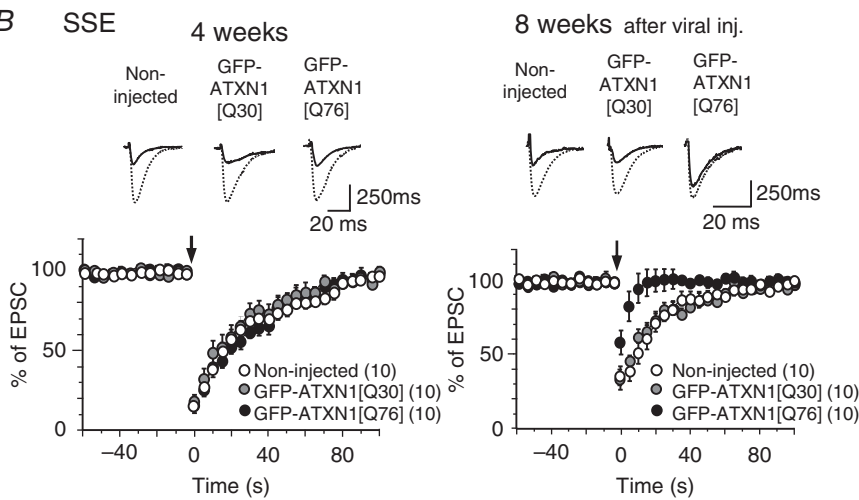 B SSE
4 weeks
8 weeks after viral inj.
Non-
injected
GFP-
ATXN1
[Q30]
GFP-
ATXN1
[Q76]
Non-
injected
GFP-
ATXN1
[Q30]
GFP-
ATXN1
[Q76]
250ms
20 ms
250ms
20 ms
% of EPSC
100
50
0
Non-injected (10)
GFP-ATXN1[Q30] (10)
GFP-ATXN1[Q76] (10)
−40
0
40
80
Time (s)
% of EPSC
100
50
0
Non-injected (10)
GFP-ATXN1[Q30] (10)
GFP-ATXN1[Q76] (10)
−40
0
40
80
Time (s)